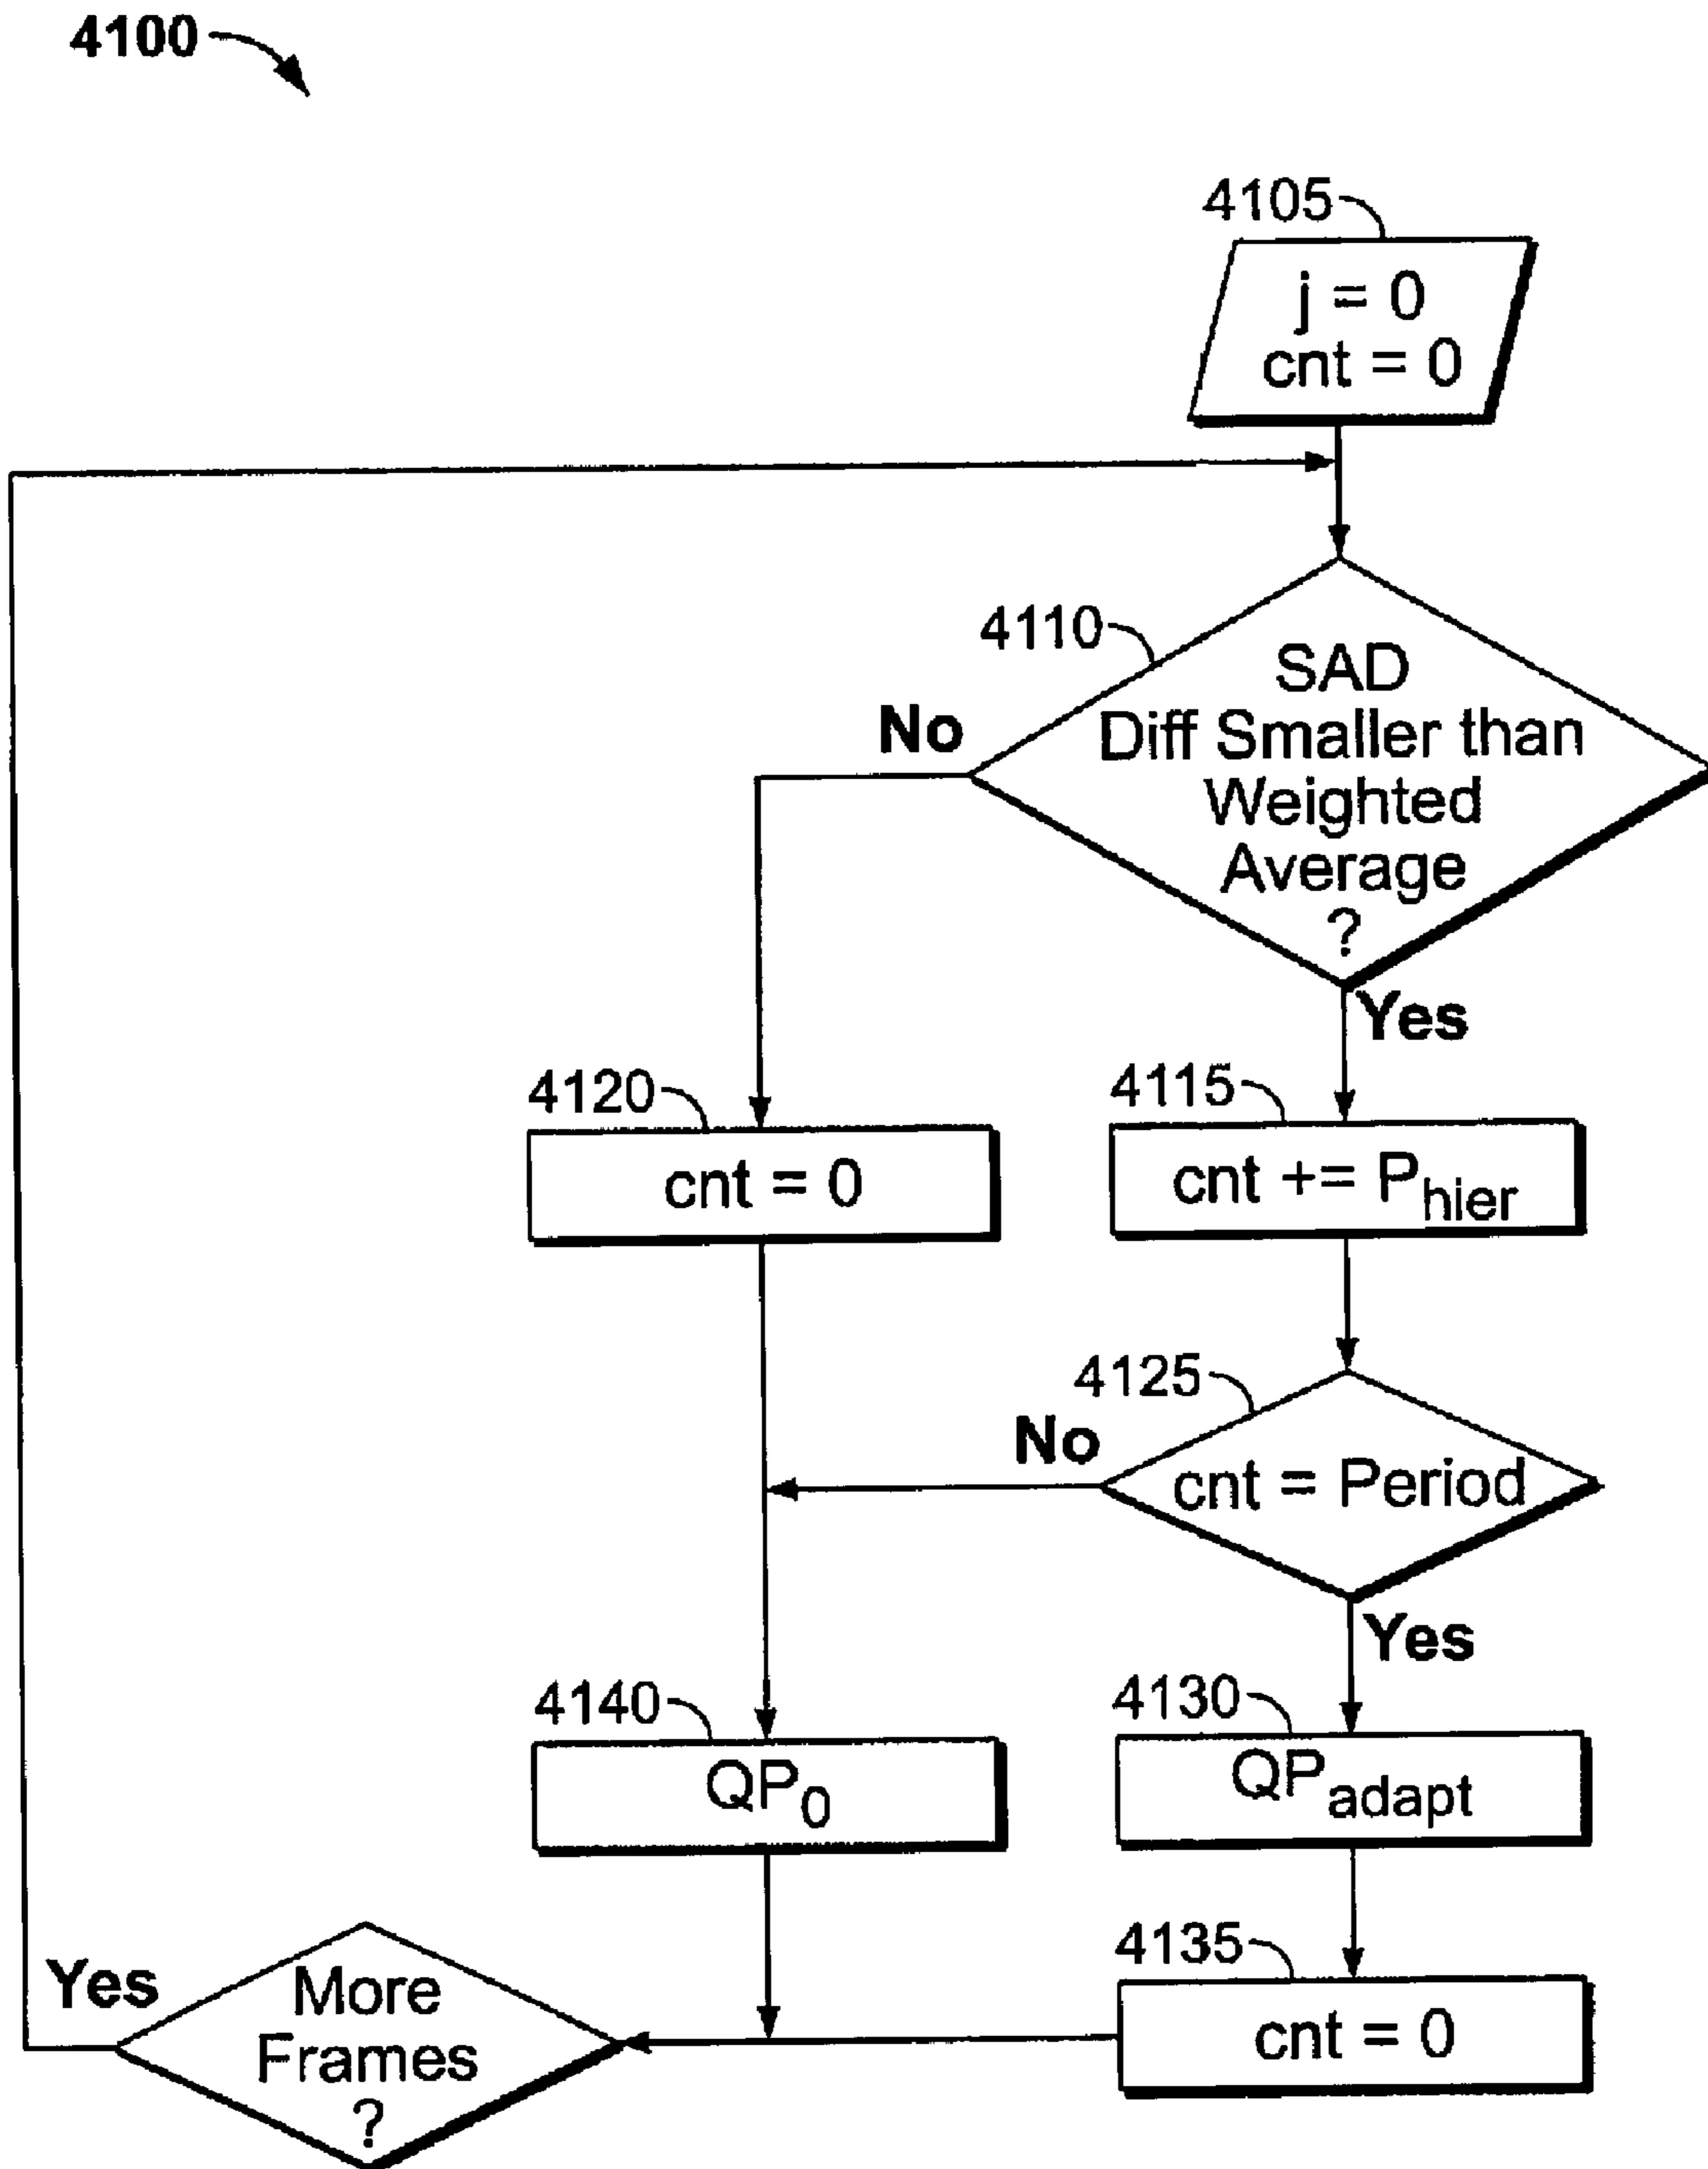 4100
4105
j = 0
cnt = 0
4110
SAD
Diff Smaller than
Weighted
Average
?
No
Yes
4120
cnt = 0
4115
cnt += P_hier
4125
No
cnt = Period
Yes
4140
QP_0
4130
QP_adapt
4135
cnt = 0
Yes
More
Frames
?